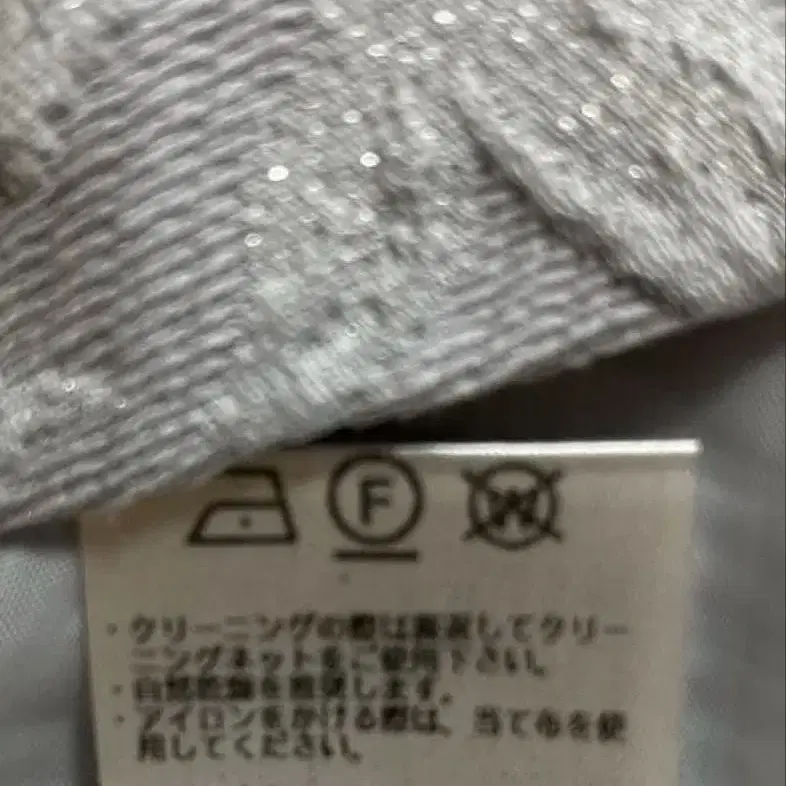 F W
・クリーニングの際は裏返してクリー
ニングネットをご使用下さい。
・自然乾燥を推奨します。
・アイロンをかける際は、当て布を使
用してください。